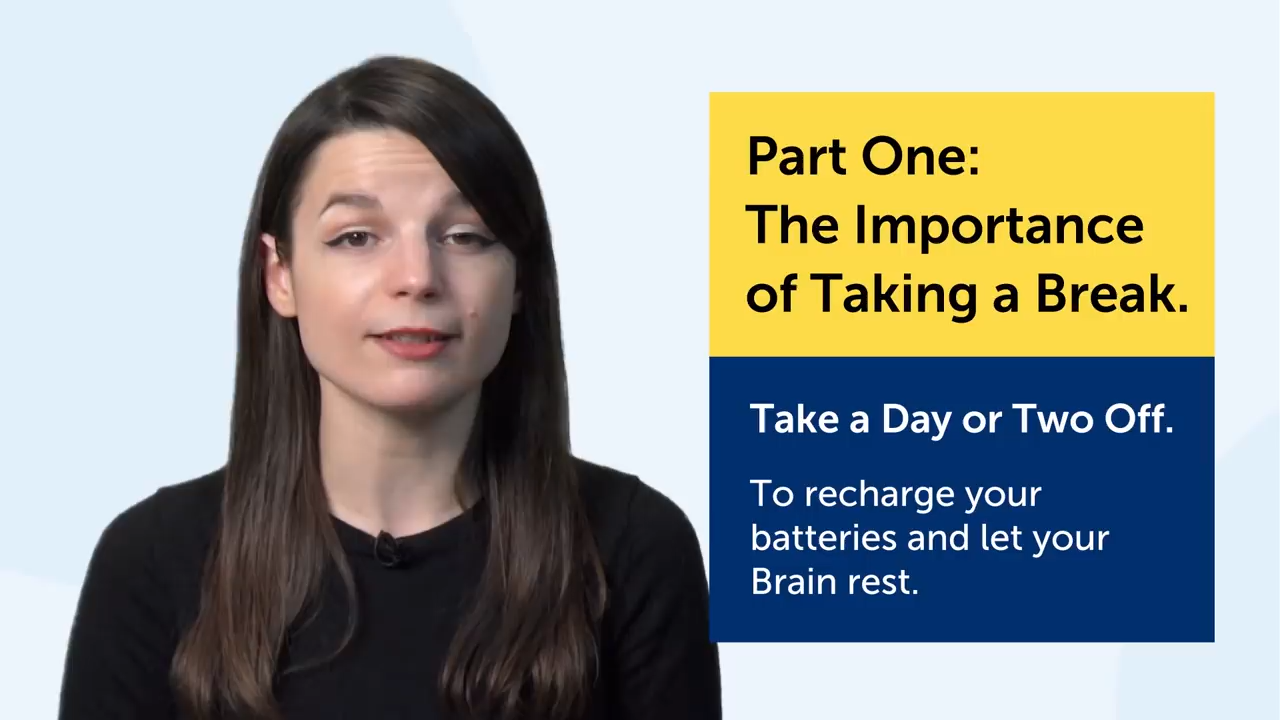 Part One:
The Importance
of Taking a Break.
Take a Day or Two Off.
To recharge your
batteries and let your
Brain rest.